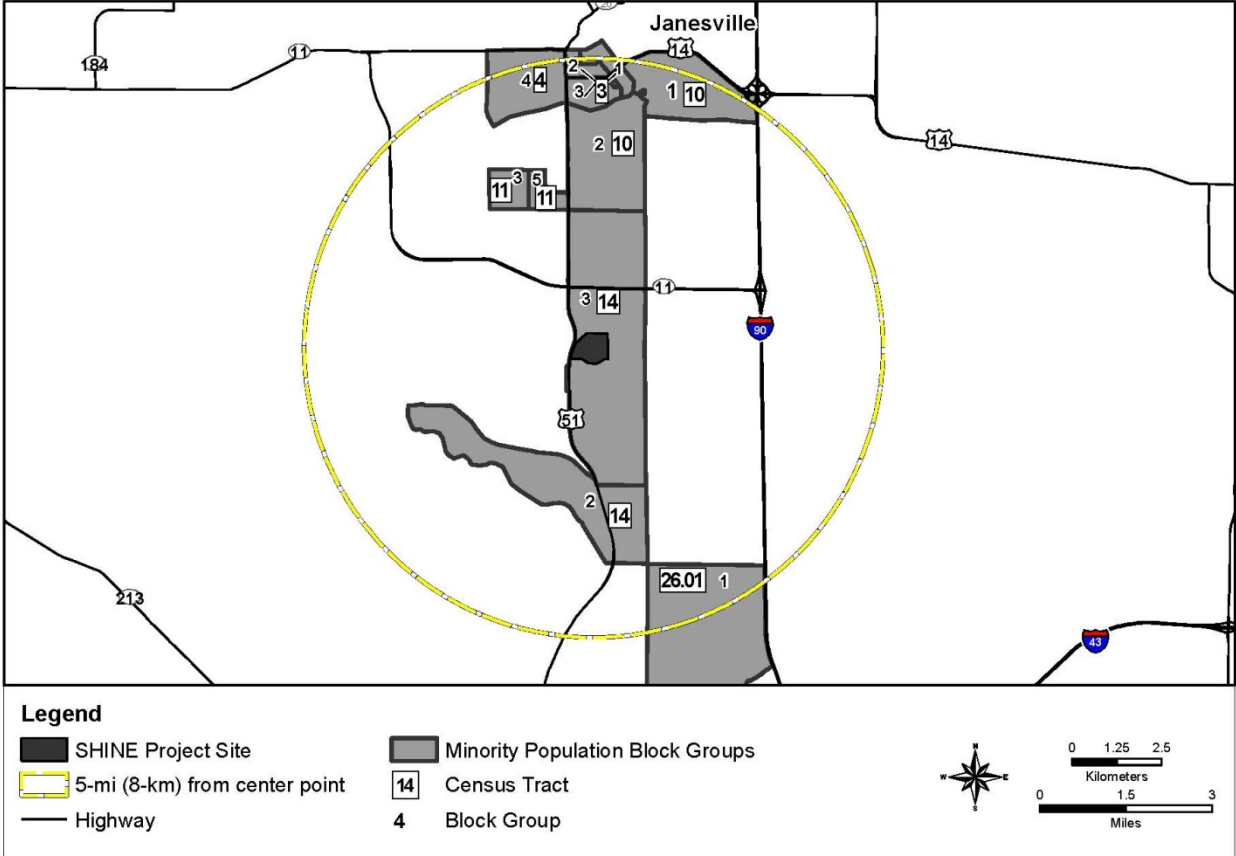 26
Janesville
14
11
184
2
1
4 4
3 3
1 10
14
2 10
3 5
11 11
11
3 14
90
51
2 14
26.01 1
213
43
Legend
SHINE Project Site
Minority Population Block Groups
5-mi (8-km) from center point
14 Census Tract
Highway
4 Block Group
N
W E
S
0 1.25 2.5
Kilometers
0 1.5 3
Miles